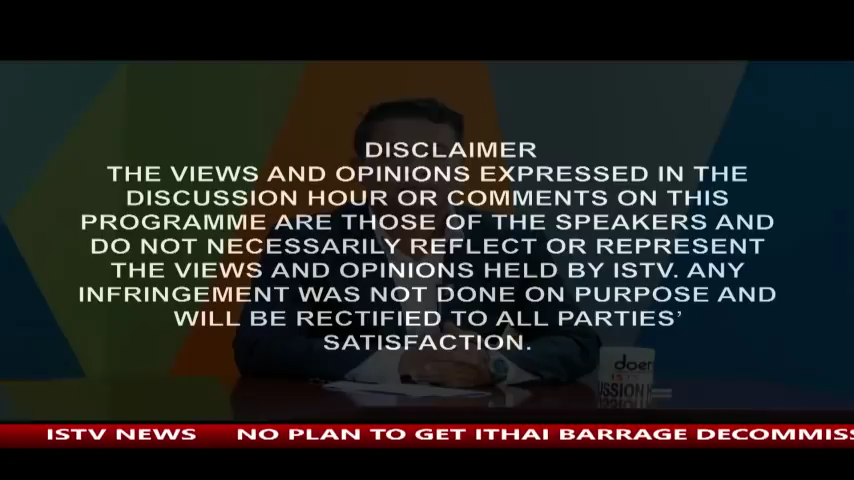 DISCLAIMER
THE VIEWS AND OPINIONS EXPRESSED IN THE
DISCUSSION HOUR OR COMMENTS ON THIS
PROGRAMME ARE THOSE OF THE SPEAKERS AND
DO NOT NECESSARILY REFLECT OR REPRESENT
THE VIEWS AND OPINIONS HELD BY ISTV. ANY
INFRINGEMENT WAS NOT DONE ON PURPOSE AND
WILL BE RECTIFIED TO ALL PARTIES’
SATISFACTION.
doer
ISTV NEWS NO PLAN TO GET ITHAI BARRAGE DECOMMISS